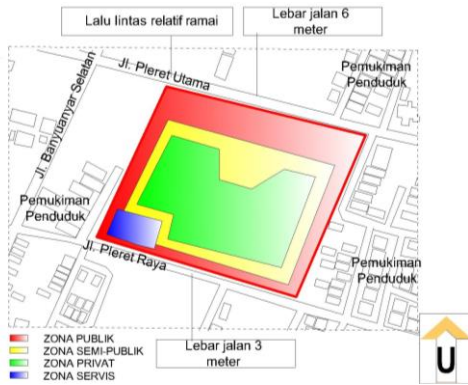 Lalu lintas relatif ramai
Lebar jalan 6
meter
Jl. Pleret Utama
Pemukiman
Penduduk
Jl. Banyuanyar Selatan
Pemukiman
Penduduk
Jl. Pleret Raya
Pemukiman
Penduduk
Lebar jalan 3
meter
ZONA PUBLIK
ZONA SEMI-PUBLIK
ZONA PRIVAT
ZONA SERVIS
U